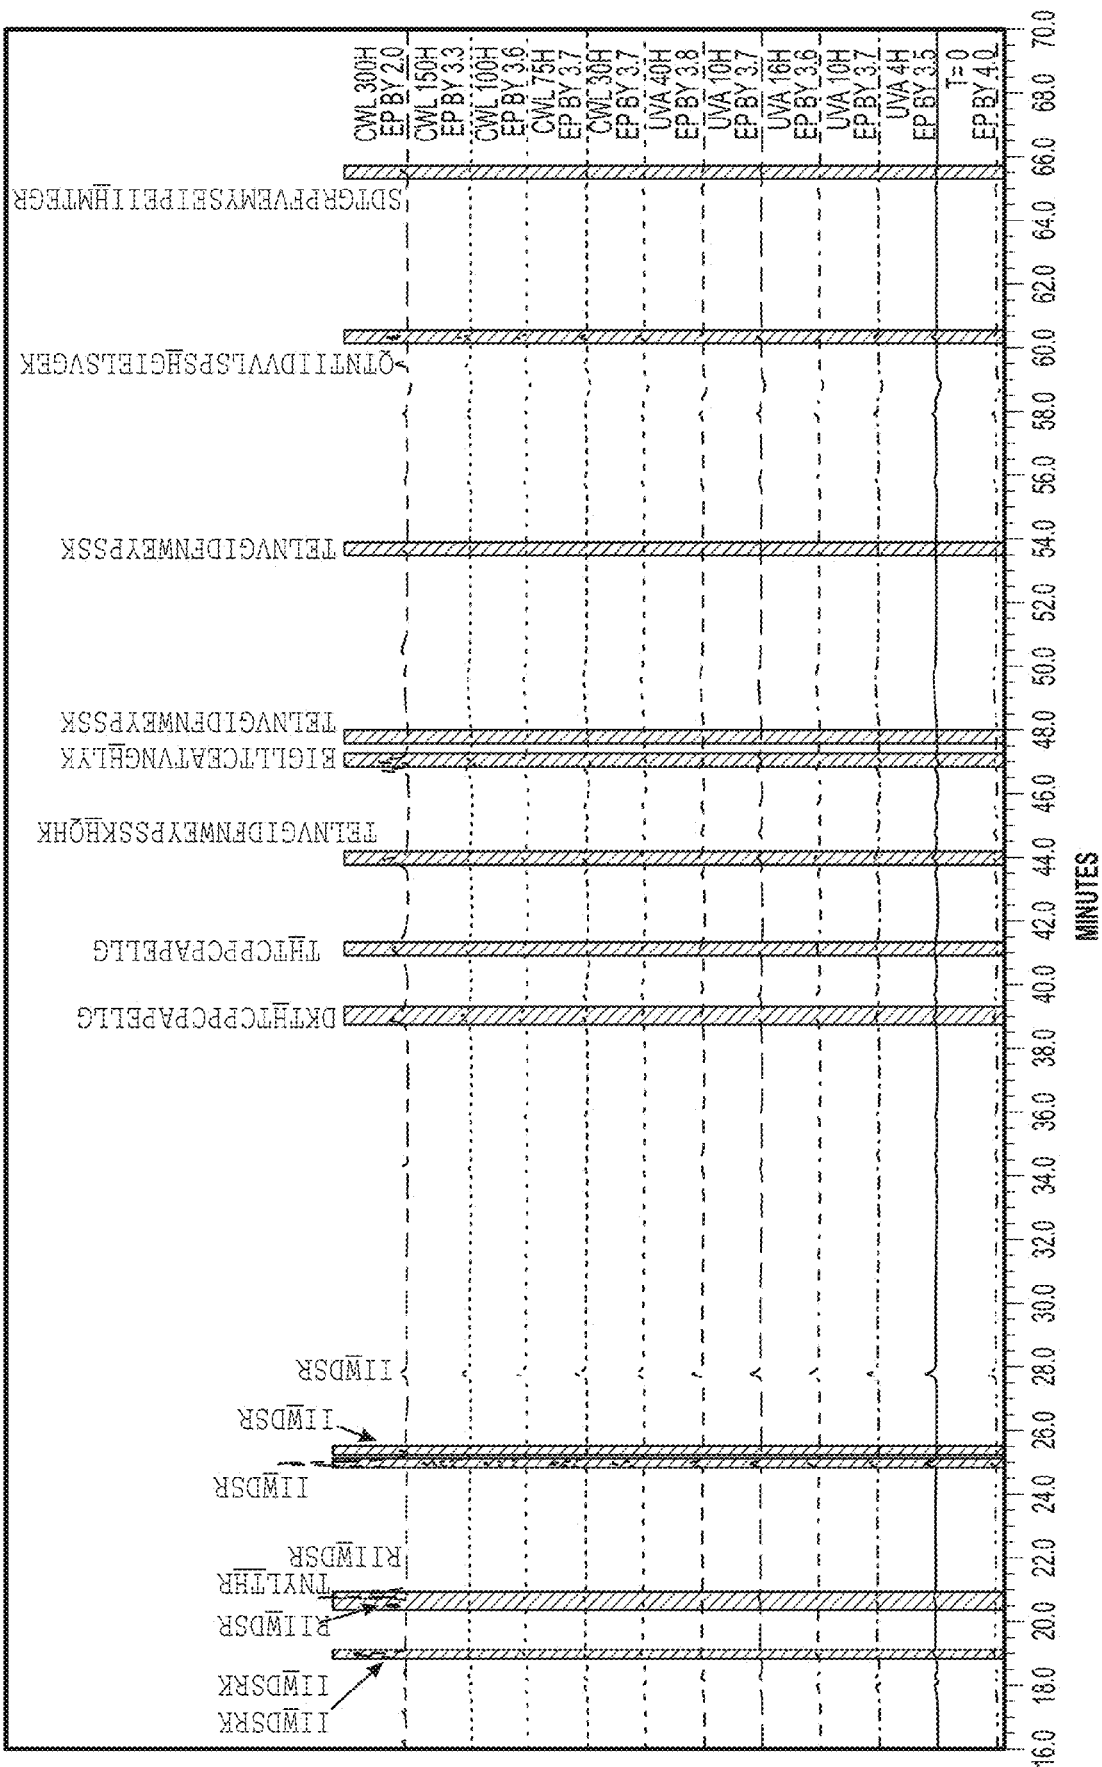 SDTGRPFVEMYSEIPEIIHMTEGR
QTNTIIDVVLSPSHGIELSVGEK
TELNVGIDFNWEYPSSK
TELNVGIDFNWEYPSSK
EIGLLTCEATVNGHLYK
TELNVGIDFNWEYPSSKHQHK
THTCPPCPAPELLG
DKTHTCPPCPAPELLG
IIWDSR
IIWDSR
IIWDSR
RIIWDSR
TNYLTHR
RIIWDSR
IIWDSRK
IIWDSRK
CWL 300H
EP BY 2.0
CWL 150H
EP BY 3.3
CWL 100H
EP BY 3.6
CWL 75H
EP BY 3.7
CWL 30H
EP BY 3.7
UVA 40H
EP BY 3.8
UVA 10H
EP BY 3.7
UVA 16H
EP BY 3.6
UVA 10H
EP BY 3.7
UVA 4H
EP BY 3.5
T= 0
EP BY 4.0
16.0 18.0 20.0 22.0 24.0 26.0 28.0 30.0 32.0 34.0 36.0 38.0 40.0 42.0 44.0 46.0 48.0 50.0 52.0 54.0 56.0 58.0 60.0 62.0 64.0 66.0 68.0 70.0
MINUTES